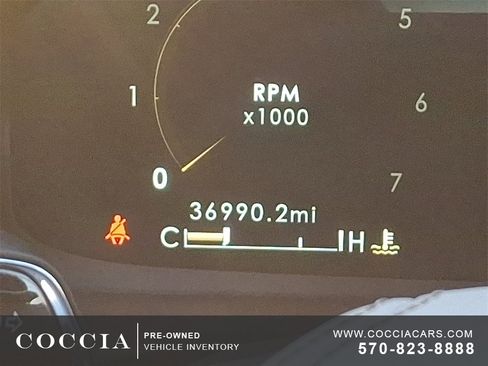 2
5
1
RPM
x1000
6
0
7
36990.2mi
C H
COCCIA
PRE-OWNED
VEHICLE INVENTORY
WWW.COCCIACARS.COM
570-823-8888